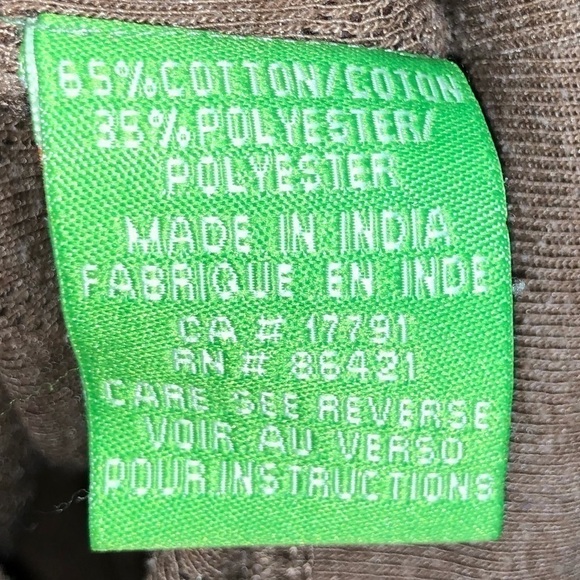 65%COTTON/COTON
35%POLYESTER/
POLYESTER
MADE IN INDIA
FABRIQUE EN INDE
CA # 17791
RN # 86421
CARE SEE REVERSE
VOIR AU VERSO
POUR INSTRUCTIONS